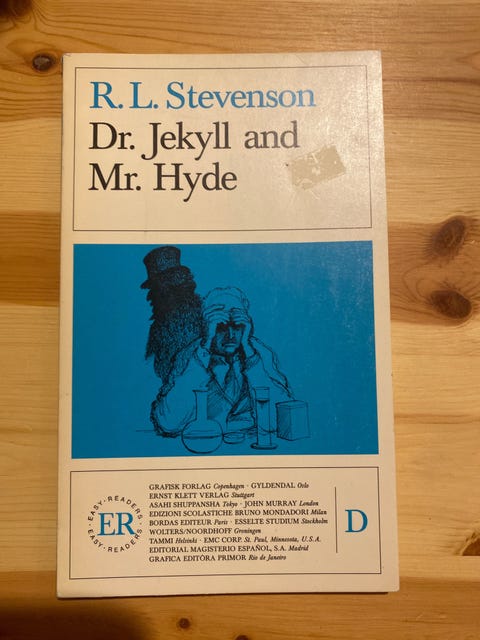 R. L. Stevenson
Dr. Jekyll and
Mr. Hyde
·EASY·READERS·
ER
·EASY·READERS·
GRAFISK FORLAG Copenhagen · GYLDENDAL Oslo
ERNST KLETT VERLAG Stuttgart
ASAHI SHUPPANSHA Tokyo · JOHN MURRAY London
EDIZIONI SCOLASTICHE BRUNO MONDADORI Milan
BORDAS EDITEUR Paris · ESSELTE STUDIUM Stockholm
WOLTERS/NOORDHOFF Groningen
TAMMI Helsinki · EMC CORP. St. Paul, Minnesota, U.S.A.
EDITORIAL MAGISTERIO ESPAÑOL, S.A. Madrid
GRAFICA EDITÔRA PRIMOR Rio de Janeiro
D